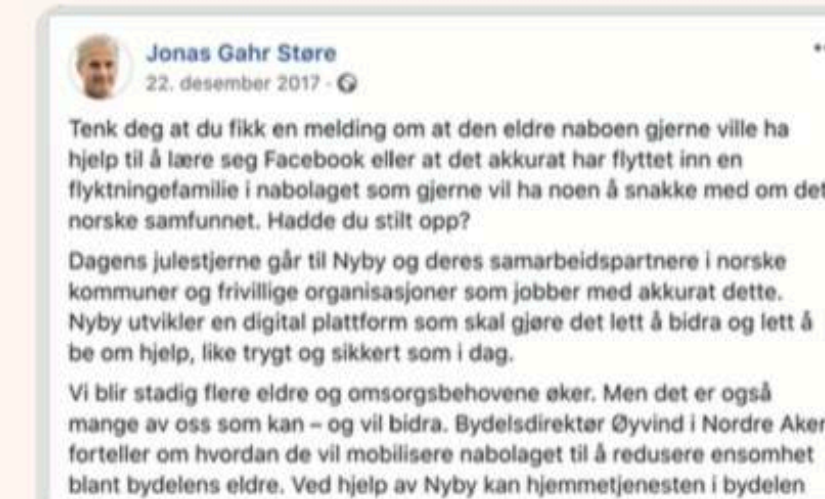 Jonas Gahr Støre
22. desember 2017 ·
Tenk deg at du fikk en melding om at den eldre naboen gjerne ville ha
hjelp til å lære seg Facebook eller at det akkurat har flyttet inn en
flyktningefamilie i nabolaget som gjerne vil ha noen å snakke med om det
norske samfunnet. Hadde du stilt opp?
Dagens julestjerne går til Nyby og deres samarbeidspartnere i norske
kommuner og frivillige organisasjoner som jobber med akkurat dette.
Nyby utvikler en digital plattform som skal gjøre det lett å bidra og lett å
be om hjelp, like trygt og sikkert som i dag.
Vi blir stadig flere eldre og omsorgsbehovene øker. Men det er også
mange av oss som kan – og vil bidra. Bydelsdirektør Øyvind i Nordre Aker
forteller om hvordan de vil mobilisere nabolaget til å redusere ensomhet
blant bydelens eldre. Ved hjelp av Nyby kan hjemmetjenesten i bydelen